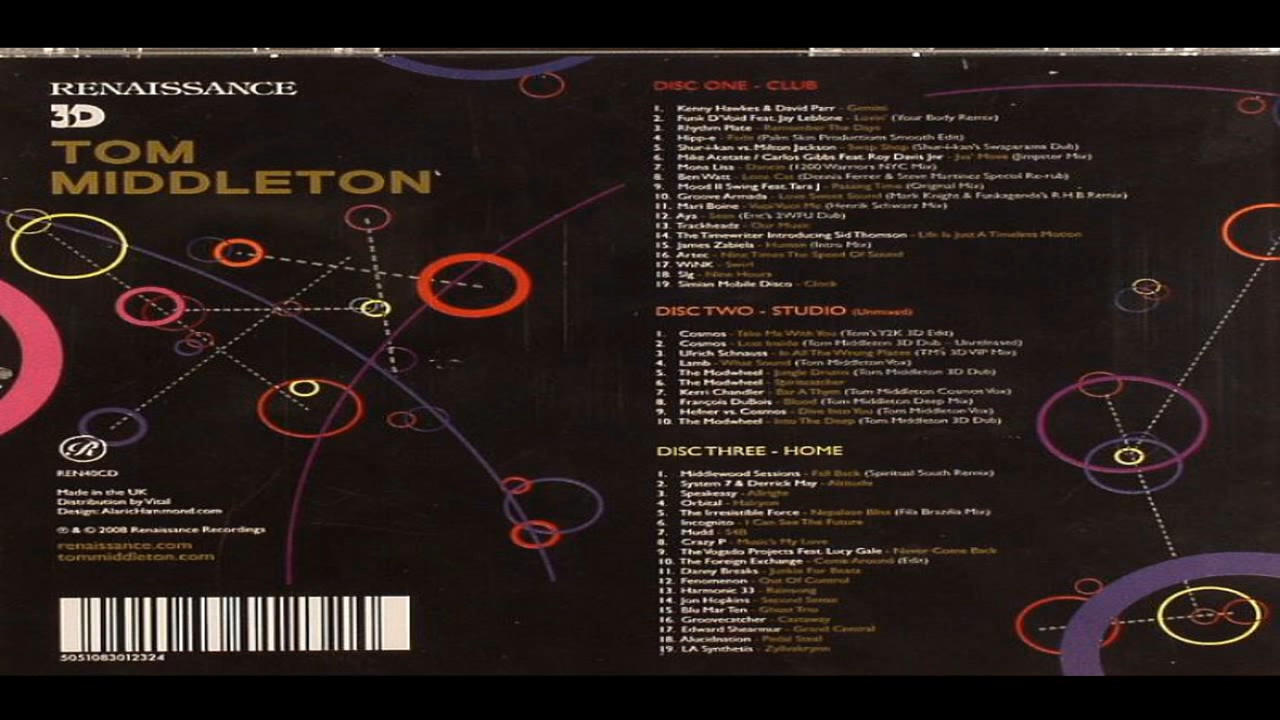 RENAISSANCE
3D
TOM
MIDDLETON
REN40CD
Made in the UK
Distribution by Vital
Design: AlaricHammond.com
℗ & © 2008 Renaissance Recordings
renaissance.com
tommiddleton.com
5051083012324
DISC ONE - CLUB
1. Kenny Hawkes & David Parr - Gemini
2. Funk D'Void Feat. Jay Leblone - Lovin' (Your Body Remix)
3. Rhythm Plate - Remember The Days
4. Hipp-e - Fade (Palm Skin Productions Smooth Edit)
5. Shur-i-kan vs. Milton Jackson - Swap Shop (Shur-i-kan's Swaparama Dub)
6. Mike Acetate / Carlos Gibbs Feat. Roy Davis Jnr - Jus' Move (Jimpster Mix)
7. Mona Lisa - Dancin (1200 Warriors NYC Mix)
8. Ben Watt - Lone Cat (Dennis Ferrer & Steve Martinez Special Re-rub)
9. Mood II Swing Feat. Tara J - Passing Time (Original Mix)
10. Groove Armada - Love Sweet Sound (Mark Knight & Funkagenda's R.H.B Remix)
11. Mari Boine - Vuoi Vuoi Me (Henrik Schwarz Mix)
12. Aya - Sean (Eric's 2WFU Dub)
13. Trackheadz - Our Music
14. The Timewriter Introducing Sid Thomson - Life Is Just A Timeless Motion
15. James Zabiela - Human (Intro Mix)
16. Artec - Nine Times The Speed Of Sound
17. WiNK - Swirl
18. Slg - Nine Hours
19. Simian Mobile Disco - Clock
DISC TWO - STUDIO (Unmixed)
1. Cosmos - Take Me With You (Tom's Y2K 3D Edit)
2. Cosmos - Lost Inside (Tom Middleton 3D Dub - Unreleased)
3. Ulrich Schnauss - In All The Wrong Places (TM's 3D VIP Mix)
4. Lamb - What Sound (Tom Middleton Vox)
5. The Modwheel - Jungle Drums (Tom Middleton 3D Dub)
6. The Modwheel - Spiritcatcher
7. Kerri Chandler - Bar A Thym (Tom Middleton Cosmos Vox)
8. François DuBois - Blood (Tom Middleton Deep Mix)
9. Hefner vs. Cosmos - Dive Into You (Tom Middleton Vox)
10. The Modwheel - Into The Deep (Tom Middleton 3D Dub)
DISC THREE - HOME
1. Middlewood Sessions - Fall Back (Spiritual South Remix)
2. System 7 & Derrick May - Altitude
3. Speakeasy - Allright
4. Orbital - Halcyon
5. The Irresistible Force - Nepalese Bliss (Fila Brazilia Mix)
6. Incognito - I Can See The Future
7. Mudd - 54B
8. Crazy P - Music's My Love
9. The Vagado Projects Feat. Lucy Gale - Never Come Back
10. The Foreign Exchange - Come Around (Edit)
11. Danny Breaks - Junkie For Beats
12. Fenomenon - Out Of Control
13. Harmonic 33 - Rainsong
14. Jon Hopkins - Second Sense
15. Blu Mar Ten - Ghost Trio
16. Groovecatcher - Castaway
17. Edward Shearmur - Grand Central
18. Alucidnation - Pedal Steel
19. LA Synthesis - Zyllvakrynn